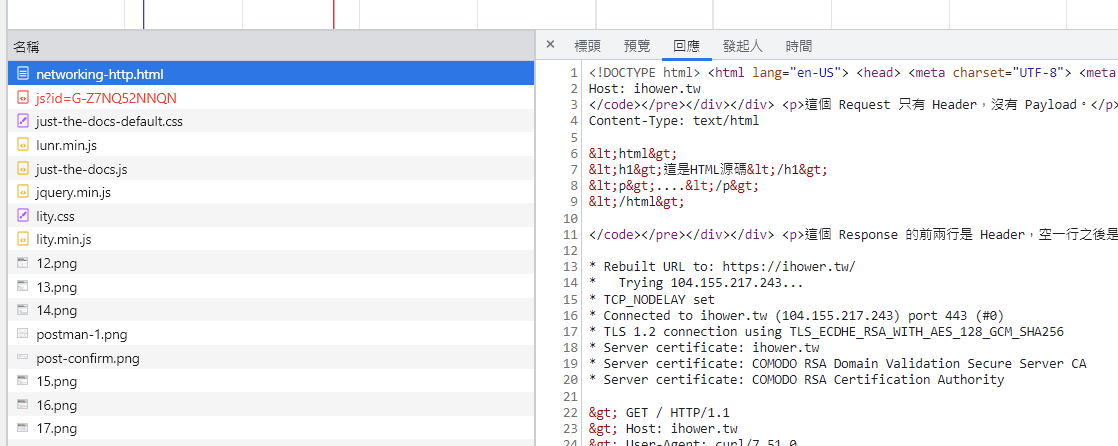 名稱
networking-http.html
js?id=G-Z7NQ52NNQN
just-the-docs-default.css
lunr.min.js
just-the-docs.js
jquery.min.js
lity.css
lity.min.js
12.png
13.png
14.png
postman-1.png
post-confirm.png
15.png
16.png
17.png
× 標頭 預覽 回應 發起人 時間
1 <!DOCTYPE html> <html lang="en-US"> <head> <meta charset="UTF-8"> <meta
2 Host: ihower.tw
3 </code></pre></div></div> <p>這個 Request 只有 Header，沒有 Payload。</p>
4 Content-Type: text/html
5
6 &lt;html&gt;
7 &lt;h1&gt;這是HTML源碼&lt;/h1&gt;
8 &lt;p&gt;....&lt;/p&gt;
9 &lt;/html&gt;
10
11 </code></pre></div></div> <p>這個 Response 的前兩行是 Header，空一行之後是
12
13 * Rebuilt URL to: https://ihower.tw/
14 *   Trying 104.155.217.243...
15 * TCP_NODELAY set
16 * Connected to ihower.tw (104.155.217.243) port 443 (#0)
17 * TLS 1.2 connection using TLS_ECDHE_RSA_WITH_AES_128_GCM_SHA256
18 * Server certificate: ihower.tw
19 * Server certificate: COMODO RSA Domain Validation Secure Server CA
20 * Server certificate: COMODO RSA Certification Authority
21
22 &gt; GET / HTTP/1.1
23 &gt; Host: ihower.tw
24 &gt; User-Agent: curl/7.51.0